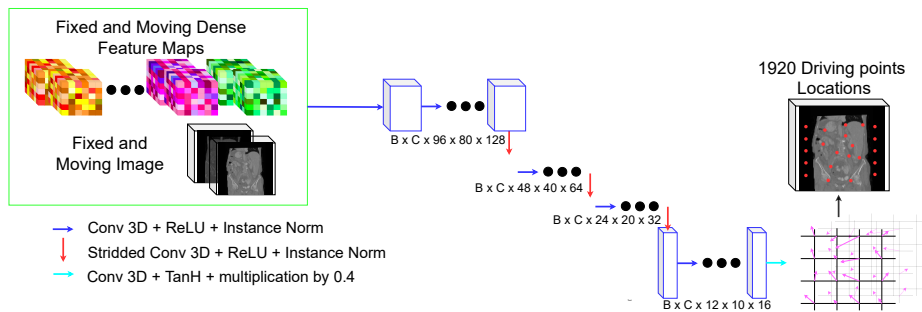 Fixed and Moving Dense
Feature Maps
Fixed and
Moving Image
B x C x 96 x 80 x 128
B x C x 48 x 40 x 64
B x C x 24 x 20 x 32
B x C x 12 x 10 x 16
1920 Driving points
Locations
Conv 3D + ReLU + Instance Norm
Stridded Conv 3D + ReLU + Instance Norm
Conv 3D + TanH + multiplication by 0.4